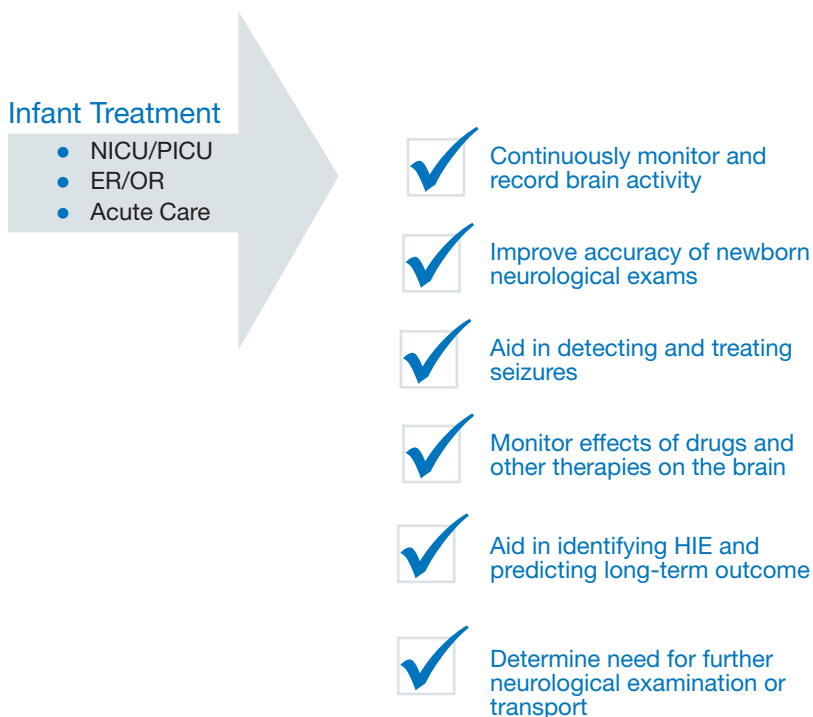 Infant Treatment
● NICU/PICU
● ER/OR
● Acute Care
Continuously monitor and
record brain activity
Improve accuracy of newborn
neurological exams
Aid in detecting and treating
seizures
Monitor effects of drugs and
other therapies on the brain
Aid in identifying HIE and
predicting long-term outcome
Determine need for further
neurological examination or
transport